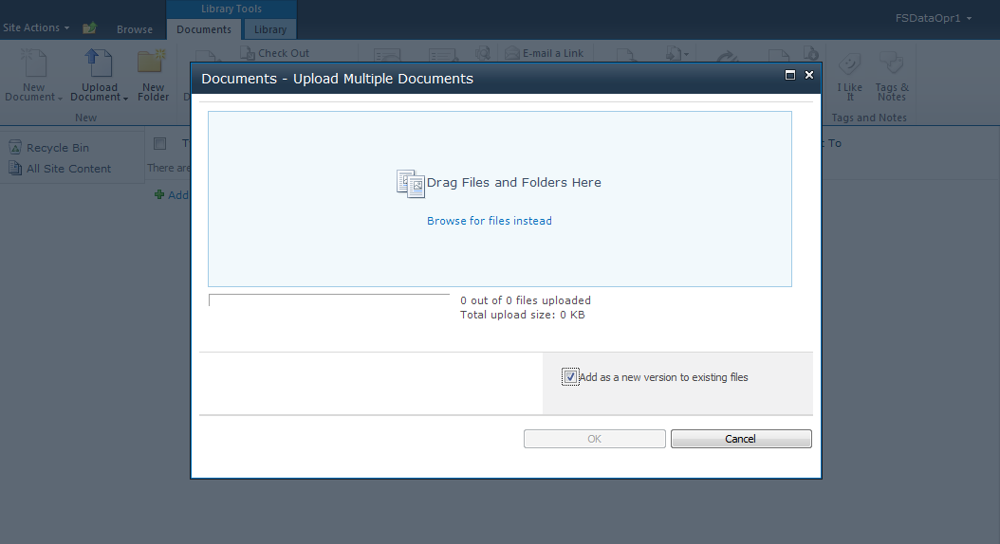 Library Tools
FSDataOpr1
Site Actions
Browse
Documents
Library
Check Out
E-mail a Link
New Document
Upload Document
New Folder
I Like It
Tags & Notes
New
Tags and Notes
Documents - Upload Multiple Documents
Recycle Bin
All Site Content
T
To
There are
Add
Drag Files and Folders Here
Browse for files instead
0 out of 0 files uploaded
Total upload size: 0 KB
Add as a new version to existing files
OK
Cancel